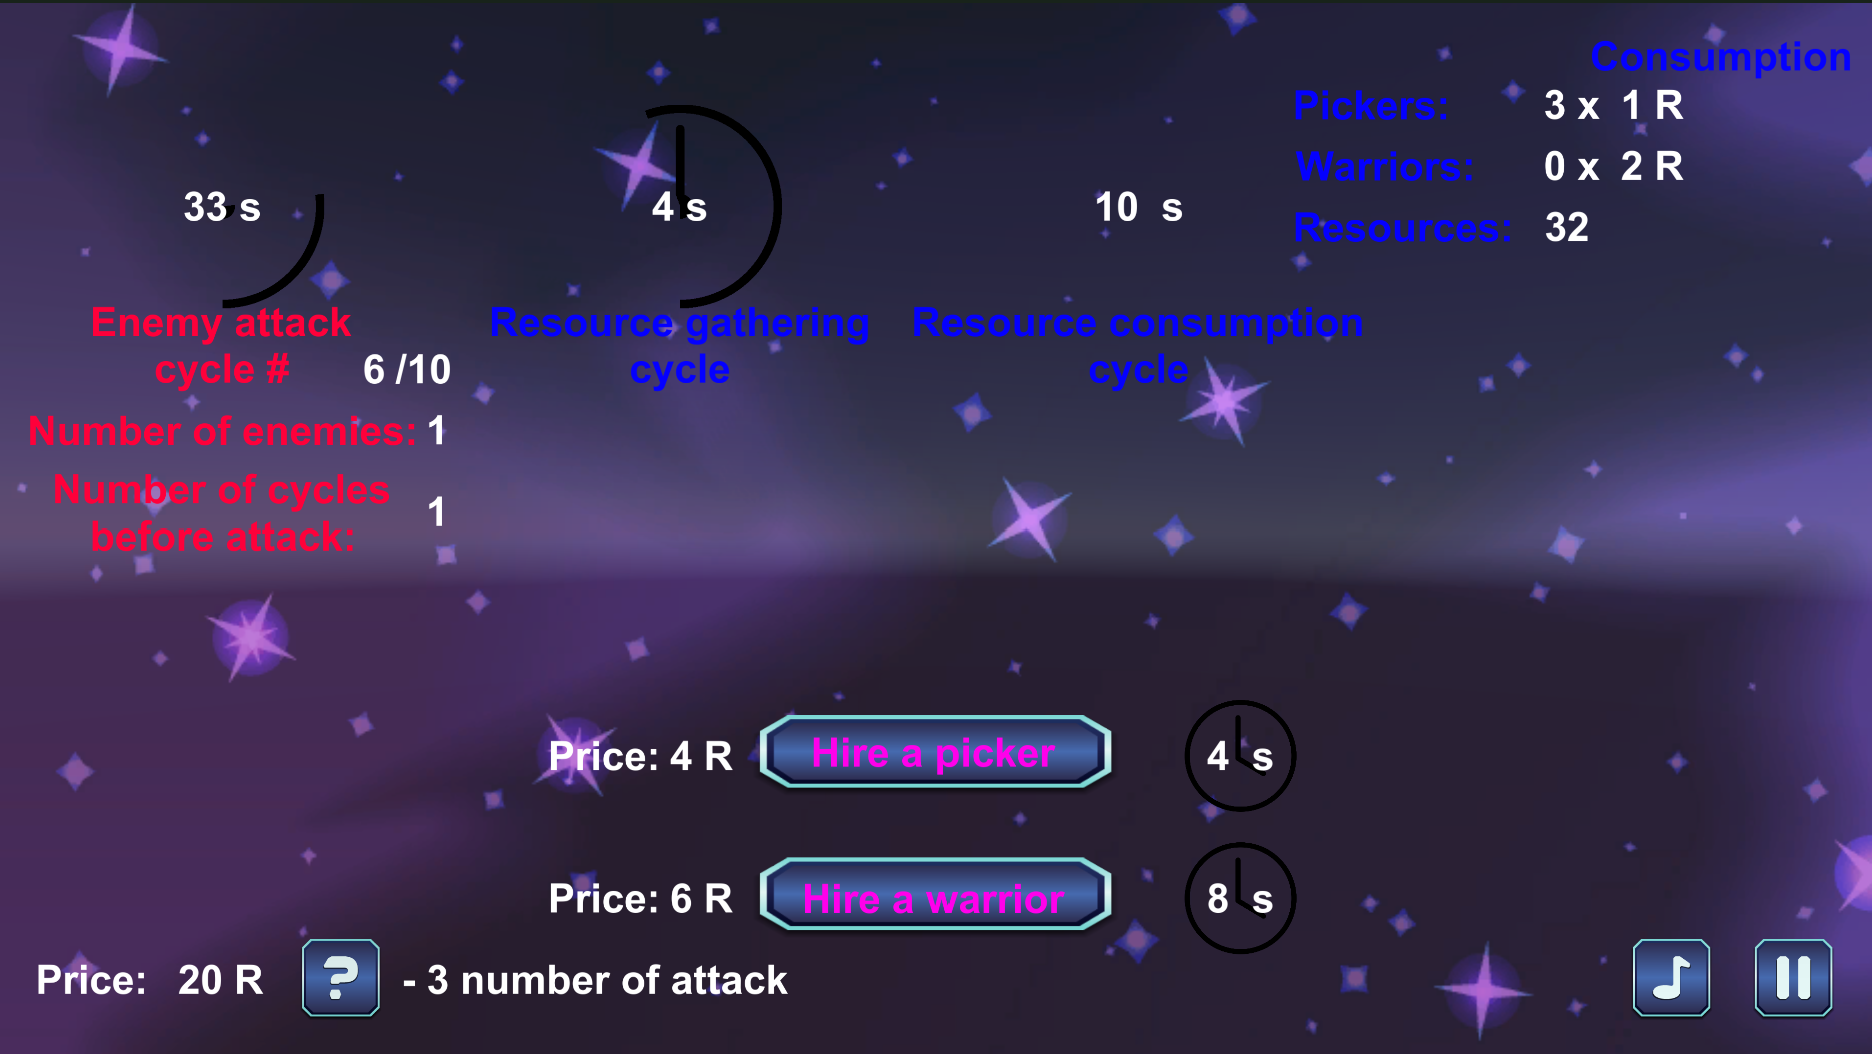 Consumption
Pickers: 3 x 1 R
Warriors: 0 x 2 R
Resources: 32
33 s
4 s
10 s
Enemy attack
cycle # 6 /10
Resource gathering
cycle
Resource consumption
cycle
Number of enemies: 1
Number of cycles
before attack: 1
Price: 4 R Hire a picker 4 s
Price: 6 R Hire a warrior 8 s
Price: 20 R ? - 3 number of attack